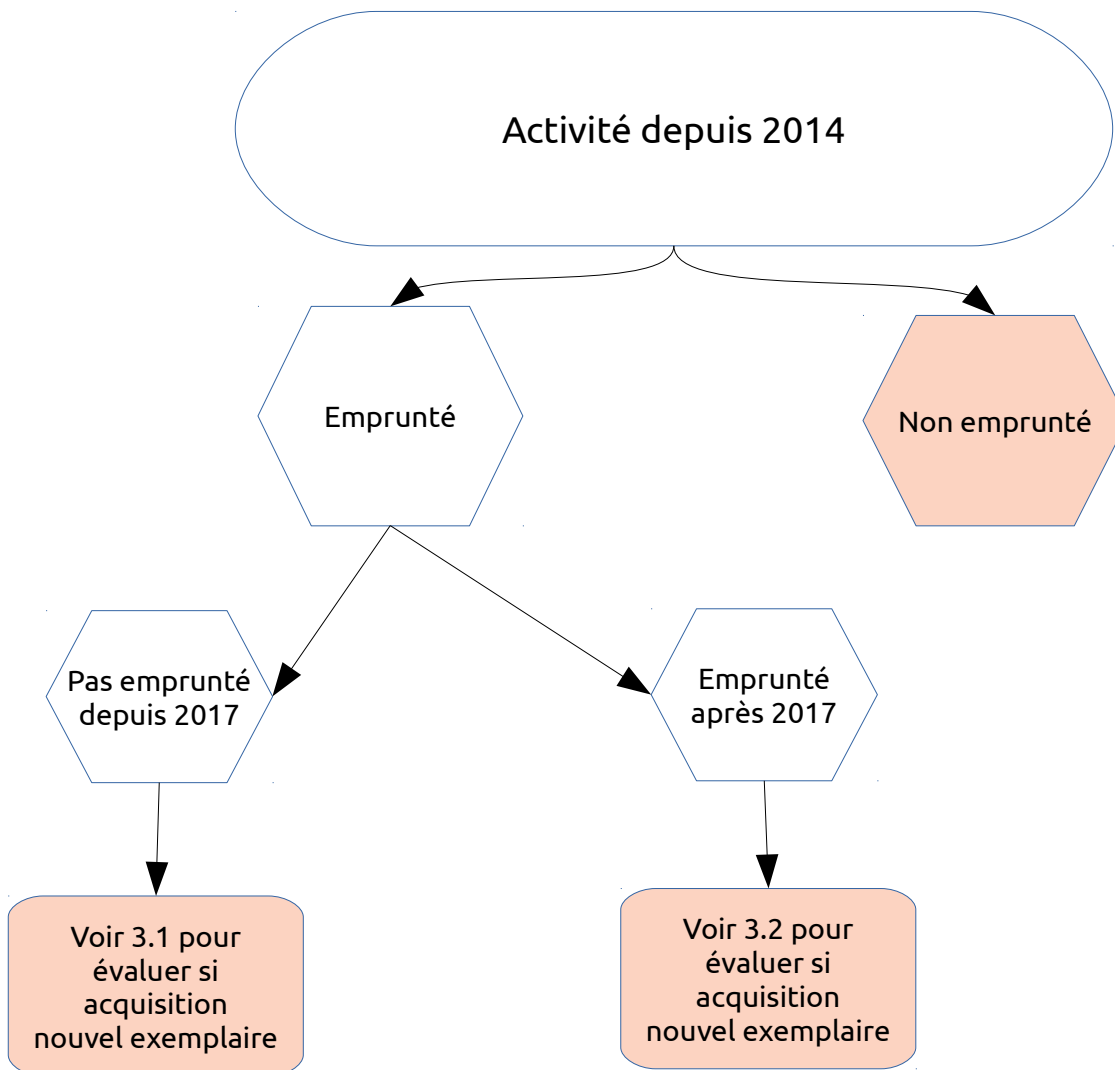 Activité depuis 2014
Emprunté
Non emprunté
Pas emprunté
depuis 2017
Emprunté
après 2017
Voir 3.1 pour
évaluer si
acquisition
nouvel exemplaire
Voir 3.2 pour
évaluer si
acquisition
nouvel exemplaire